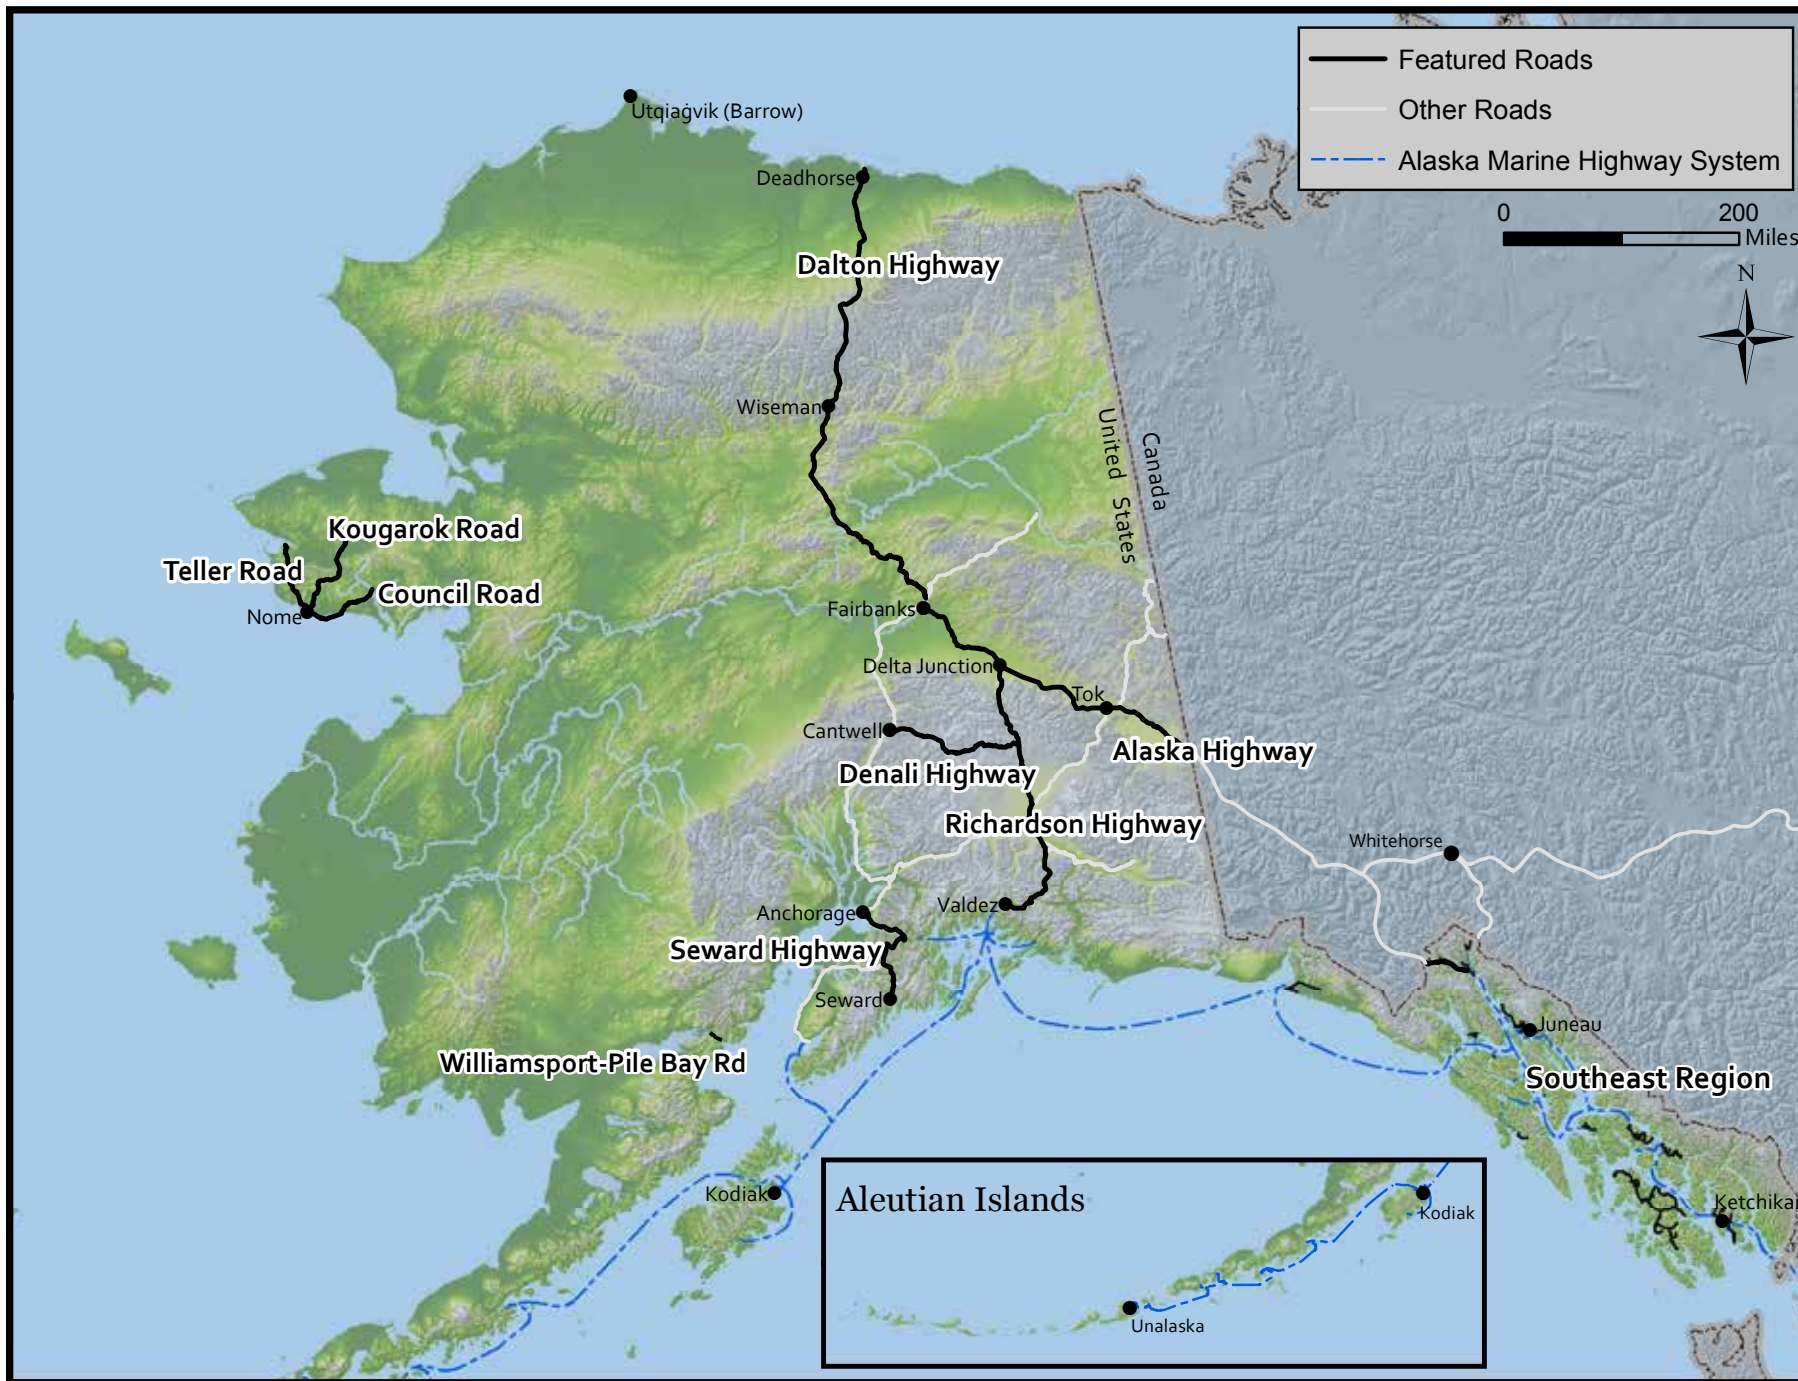 Featured Roads
Other Roads
Alaska Marine Highway System
0 200
Miles
N
Utqiaġvik (Barrow)
Deadhorse
Dalton Highway
Wiseman
United States
Canada
Kougarok Road
Teller Road
Council Road
Nome
Fairbanks
Delta Junction
Tok
Cantwell
Alaska Highway
Denali Highway
Richardson Highway
Whitehorse
Anchorage
Valdez
Seward Highway
Seward
Juneau
Williamsport-Pile Bay Rd
Southeast Region
Kodiak
Ketchikan
Aleutian Islands
Kodiak
Unalaska